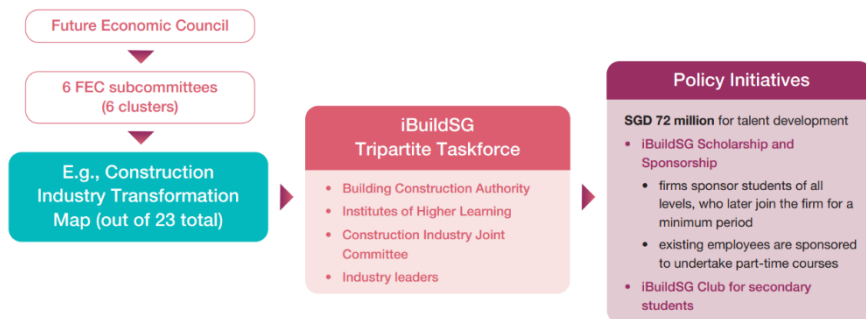 Future Economic Council
6 FEC subcommittees
(6 clusters)
E.g., Construction
Industry Transformation
Map (out of 23 total)
iBuildSG
Tripartite Taskforce
• Building Construction Authority
• Institutes of Higher Learning
• Construction Industry Joint
Committee
• Industry leaders
Policy Initiatives
SGD 72 million for talent development
• iBuildSG Scholarship and
Sponsorship
• firms sponsor students of all
levels, who later join the firm for a
minimum period
• existing employees are sponsored
to undertake part-time courses
• iBuildSG Club for secondary
students